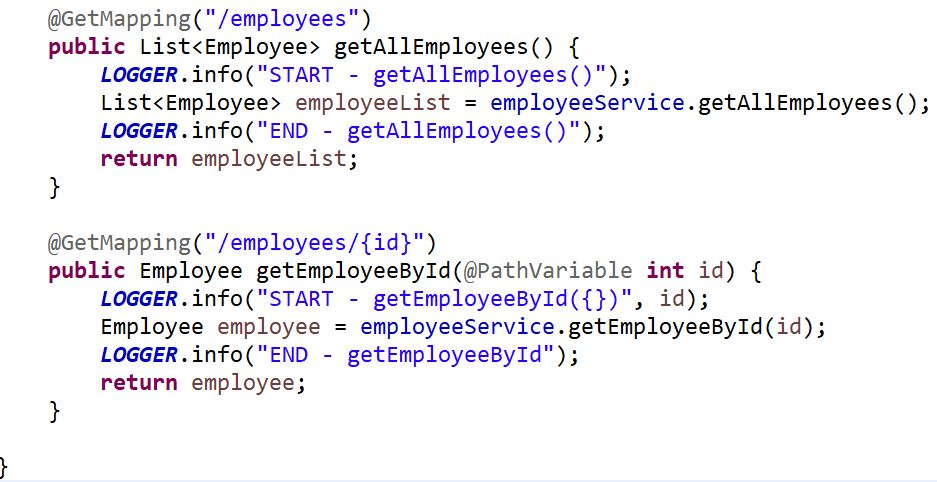 @GetMapping("/employees")
public List<Employee> getAllEmployees() {
LOGGER.info("START - getAllEmployees()");
List<Employee> employeeList = employeeService.getAllEmployees();
LOGGER.info("END - getAllEmployees()");
return employeeList;
}
@GetMapping("/employees/{id}")
public Employee getEmployeeById(@PathVariable int id) {
LOGGER.info("START - getEmployeeById({})", id);
Employee employee = employeeService.getEmployeeById(id);
LOGGER.info("END - getEmployeeById");
return employee;
}
}